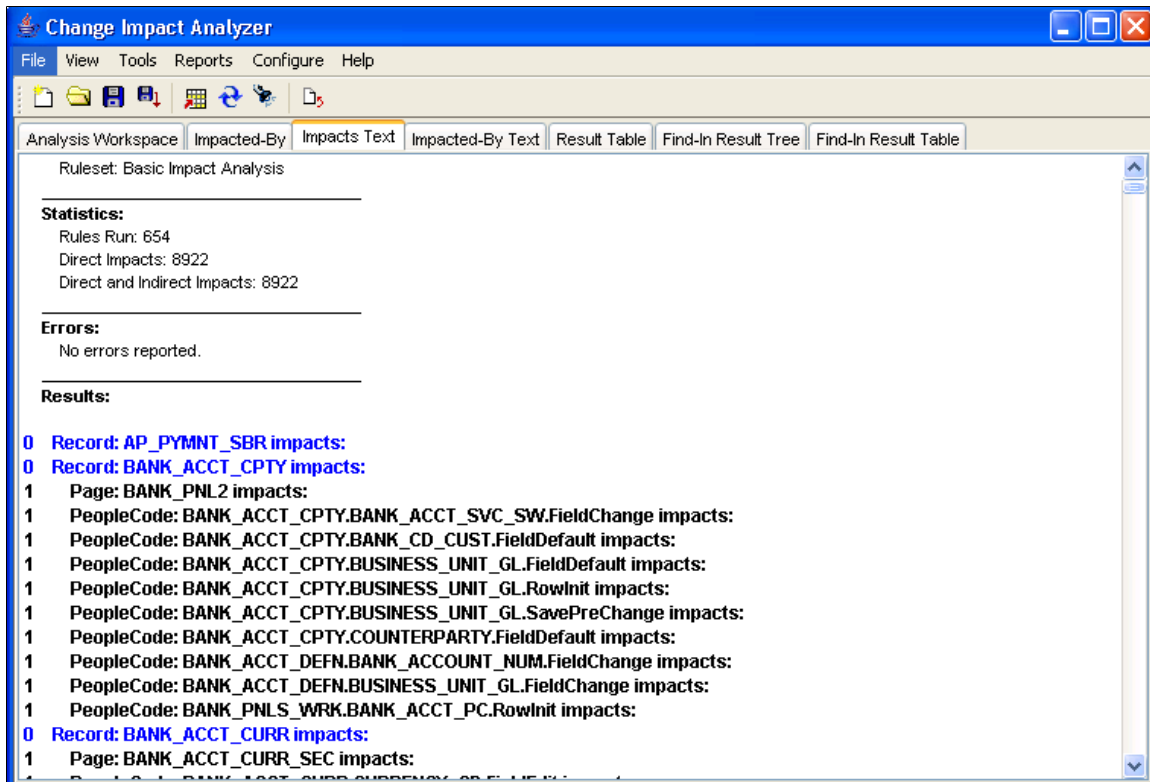 Change Impact Analyzer
File View Tools Reports Configure Help
Analysis Workspace Impacted-By Impacts Text Impacted-By Text Result Table Find-In Result Tree Find-In Result Table
Ruleset: Basic Impact Analysis
Statistics:
Rules Run: 654
Direct Impacts: 8922
Direct and Indirect Impacts: 8922
Errors:
No errors reported.
Results:
0 Record: AP_PYMNT_SBR impacts:
0 Record: BANK_ACCT_CPTY impacts:
1 Page: BANK_PNL2 impacts:
1 PeopleCode: BANK_ACCT_CPTY.BANK_ACCT_SVC_SW.FieldChange impacts:
1 PeopleCode: BANK_ACCT_CPTY.BANK_CD_CUST.FieldDefault impacts:
1 PeopleCode: BANK_ACCT_CPTY.BUSINESS_UNIT_GL.FieldDefault impacts:
1 PeopleCode: BANK_ACCT_CPTY.BUSINESS_UNIT_GL.RowInit impacts:
1 PeopleCode: BANK_ACCT_CPTY.BUSINESS_UNIT_GL.SavePreChange impacts:
1 PeopleCode: BANK_ACCT_CPTY.COUNTERPARTY.FieldDefault impacts:
1 PeopleCode: BANK_ACCT_DEFN.BANK_ACCOUNT_NUM.FieldChange impacts:
1 PeopleCode: BANK_ACCT_DEFN.BUSINESS_UNIT_GL.FieldChange impacts:
1 PeopleCode: BANK_PNLS_WRK.BANK_ACCT_PC.RowInit impacts:
0 Record: BANK_ACCT_CURR impacts:
1 Page: BANK_ACCT_CURR_SEC impacts: